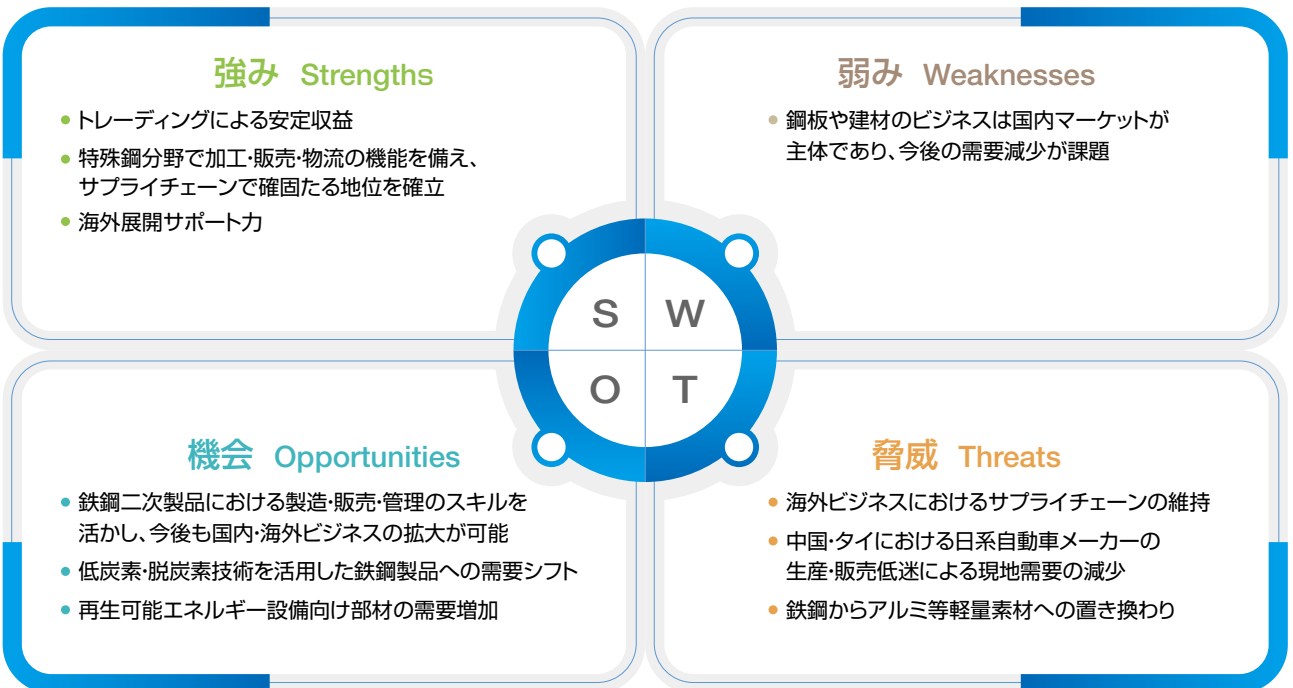 強み Strengths
• トレーディングによる安定収益
• 特殊鋼分野で加工・販売・物流の機能を備え、
サプライチェーンで確固たる地位を確立
• 海外展開サポート力
弱み Weaknesses
• 鋼板や建材のビジネスは国内マーケットが
主体であり、今後の需要減少が課題
S W
O T
機会 Opportunities
• 鉄鋼二次製品における製造・販売・管理のスキルを
活かし、今後も国内・海外ビジネスの拡大が可能
• 低炭素・脱炭素技術を活用した鉄鋼製品への需要シフト
• 再生可能エネルギー設備向け部材の需要増加
脅威 Threats
• 海外ビジネスにおけるサプライチェーンの維持
• 中国・タイにおける日系自動車メーカーの
生産・販売低迷による現地需要の減少
• 鉄鋼からアルミ等軽量素材への置き換わり